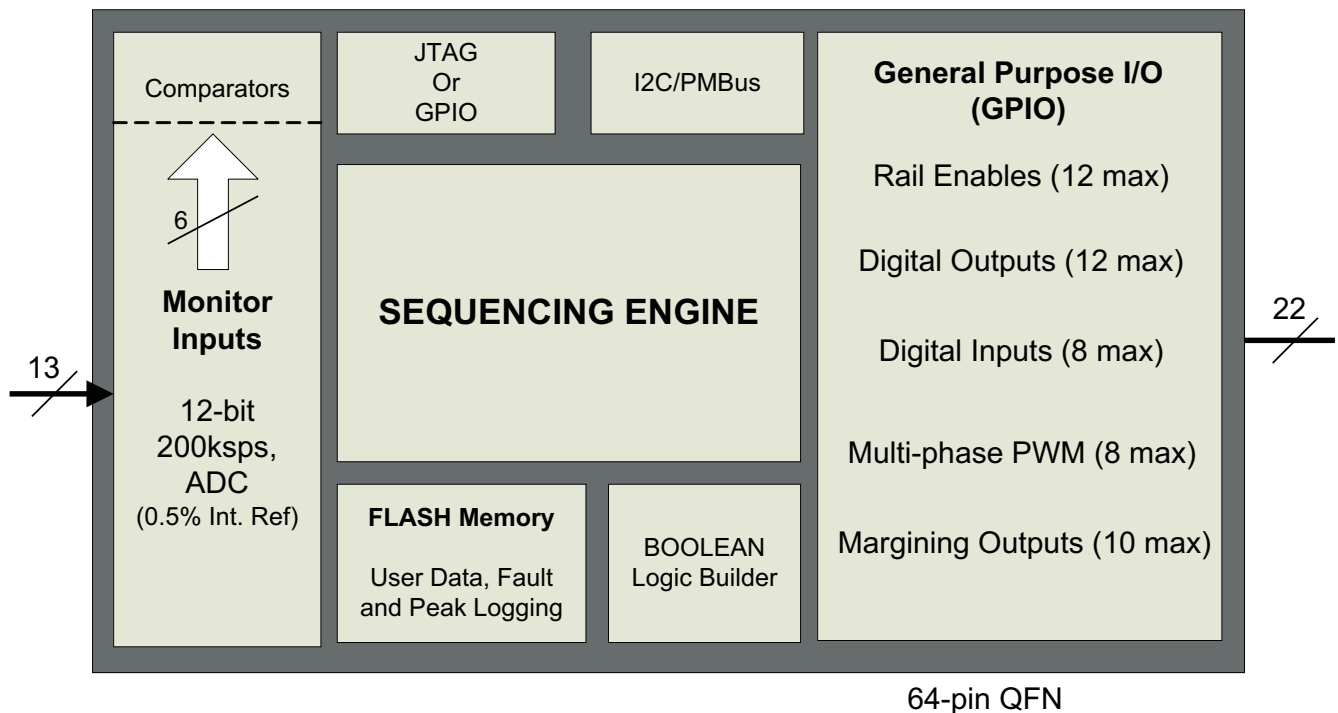 Comparators
6
Monitor
Inputs
12-bit
200ksps,
ADC
(0.5% Int. Ref)
13
JTAG
Or
GPIO
I2C/PMBus
SEQUENCING ENGINE
FLASH Memory
User Data, Fault
and Peak Logging
BOOLEAN
Logic Builder
General Purpose I/O
(GPIO)
Rail Enables (12 max)
Digital Outputs (12 max)
Digital Inputs (8 max)
Multi-phase PWM (8 max)
Margining Outputs (10 max)
22
64-pin QFN